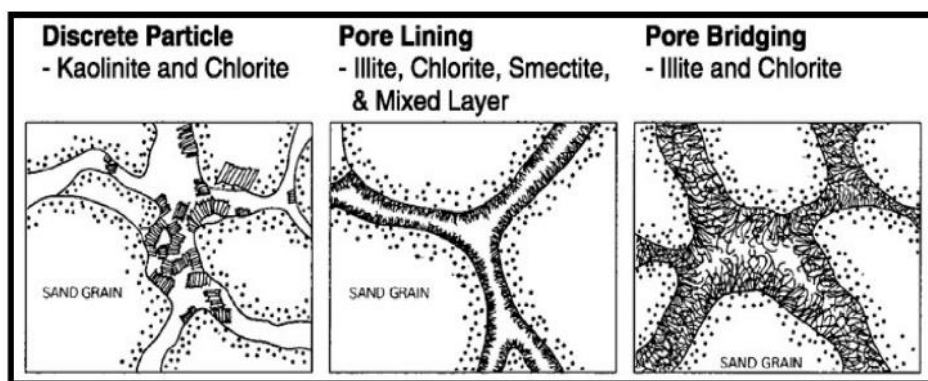 Discrete Particle
- Kaolinite and Chlorite
Pore Lining
- Illite, Chlorite, Smectite,
& Mixed Layer
Pore Bridging
- Illite and Chlorite
SAND GRAIN
SAND GRAIN
SAND GRAIN